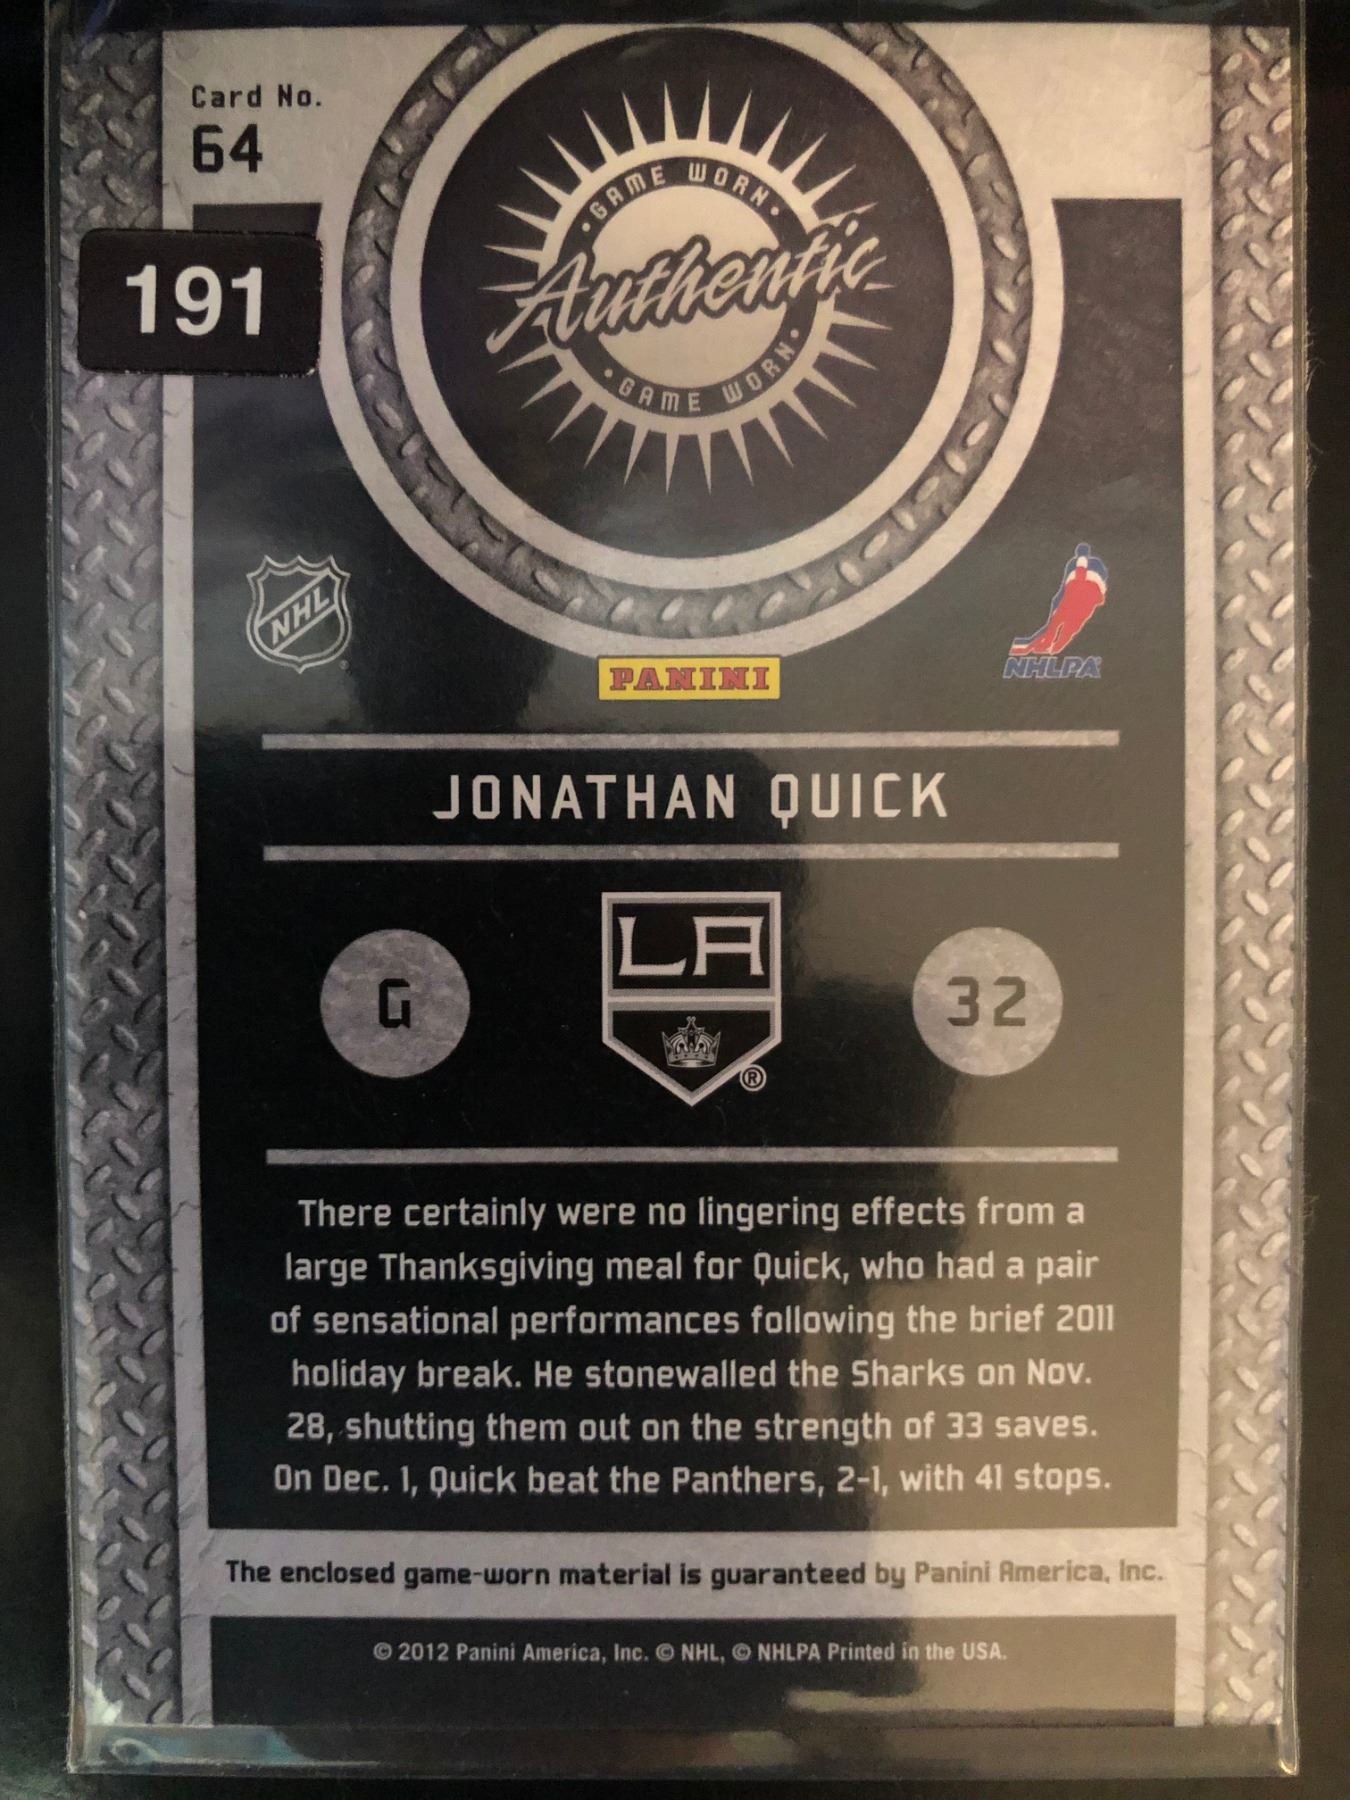 Card No.
64
191
· GAME WORN ·
Authentic
· GAME WORN ·
NHL
®
NHLPA
PANINI
JONATHAN QUICK
G
LA
®
32
There certainly were no lingering effects from a
large Thanksgiving meal for Quick, who had a pair
of sensational performances following the brief 2011
holiday break. He stonewalled the Sharks on Nov.
28, shutting them out on the strength of 33 saves.
On Dec. 1, Quick beat the Panthers, 2-1, with 41 stops.
The enclosed game-worn material is guaranteed by Panini America, Inc.
© 2012 Panini America, Inc. © NHL, © NHLPA Printed in the USA.